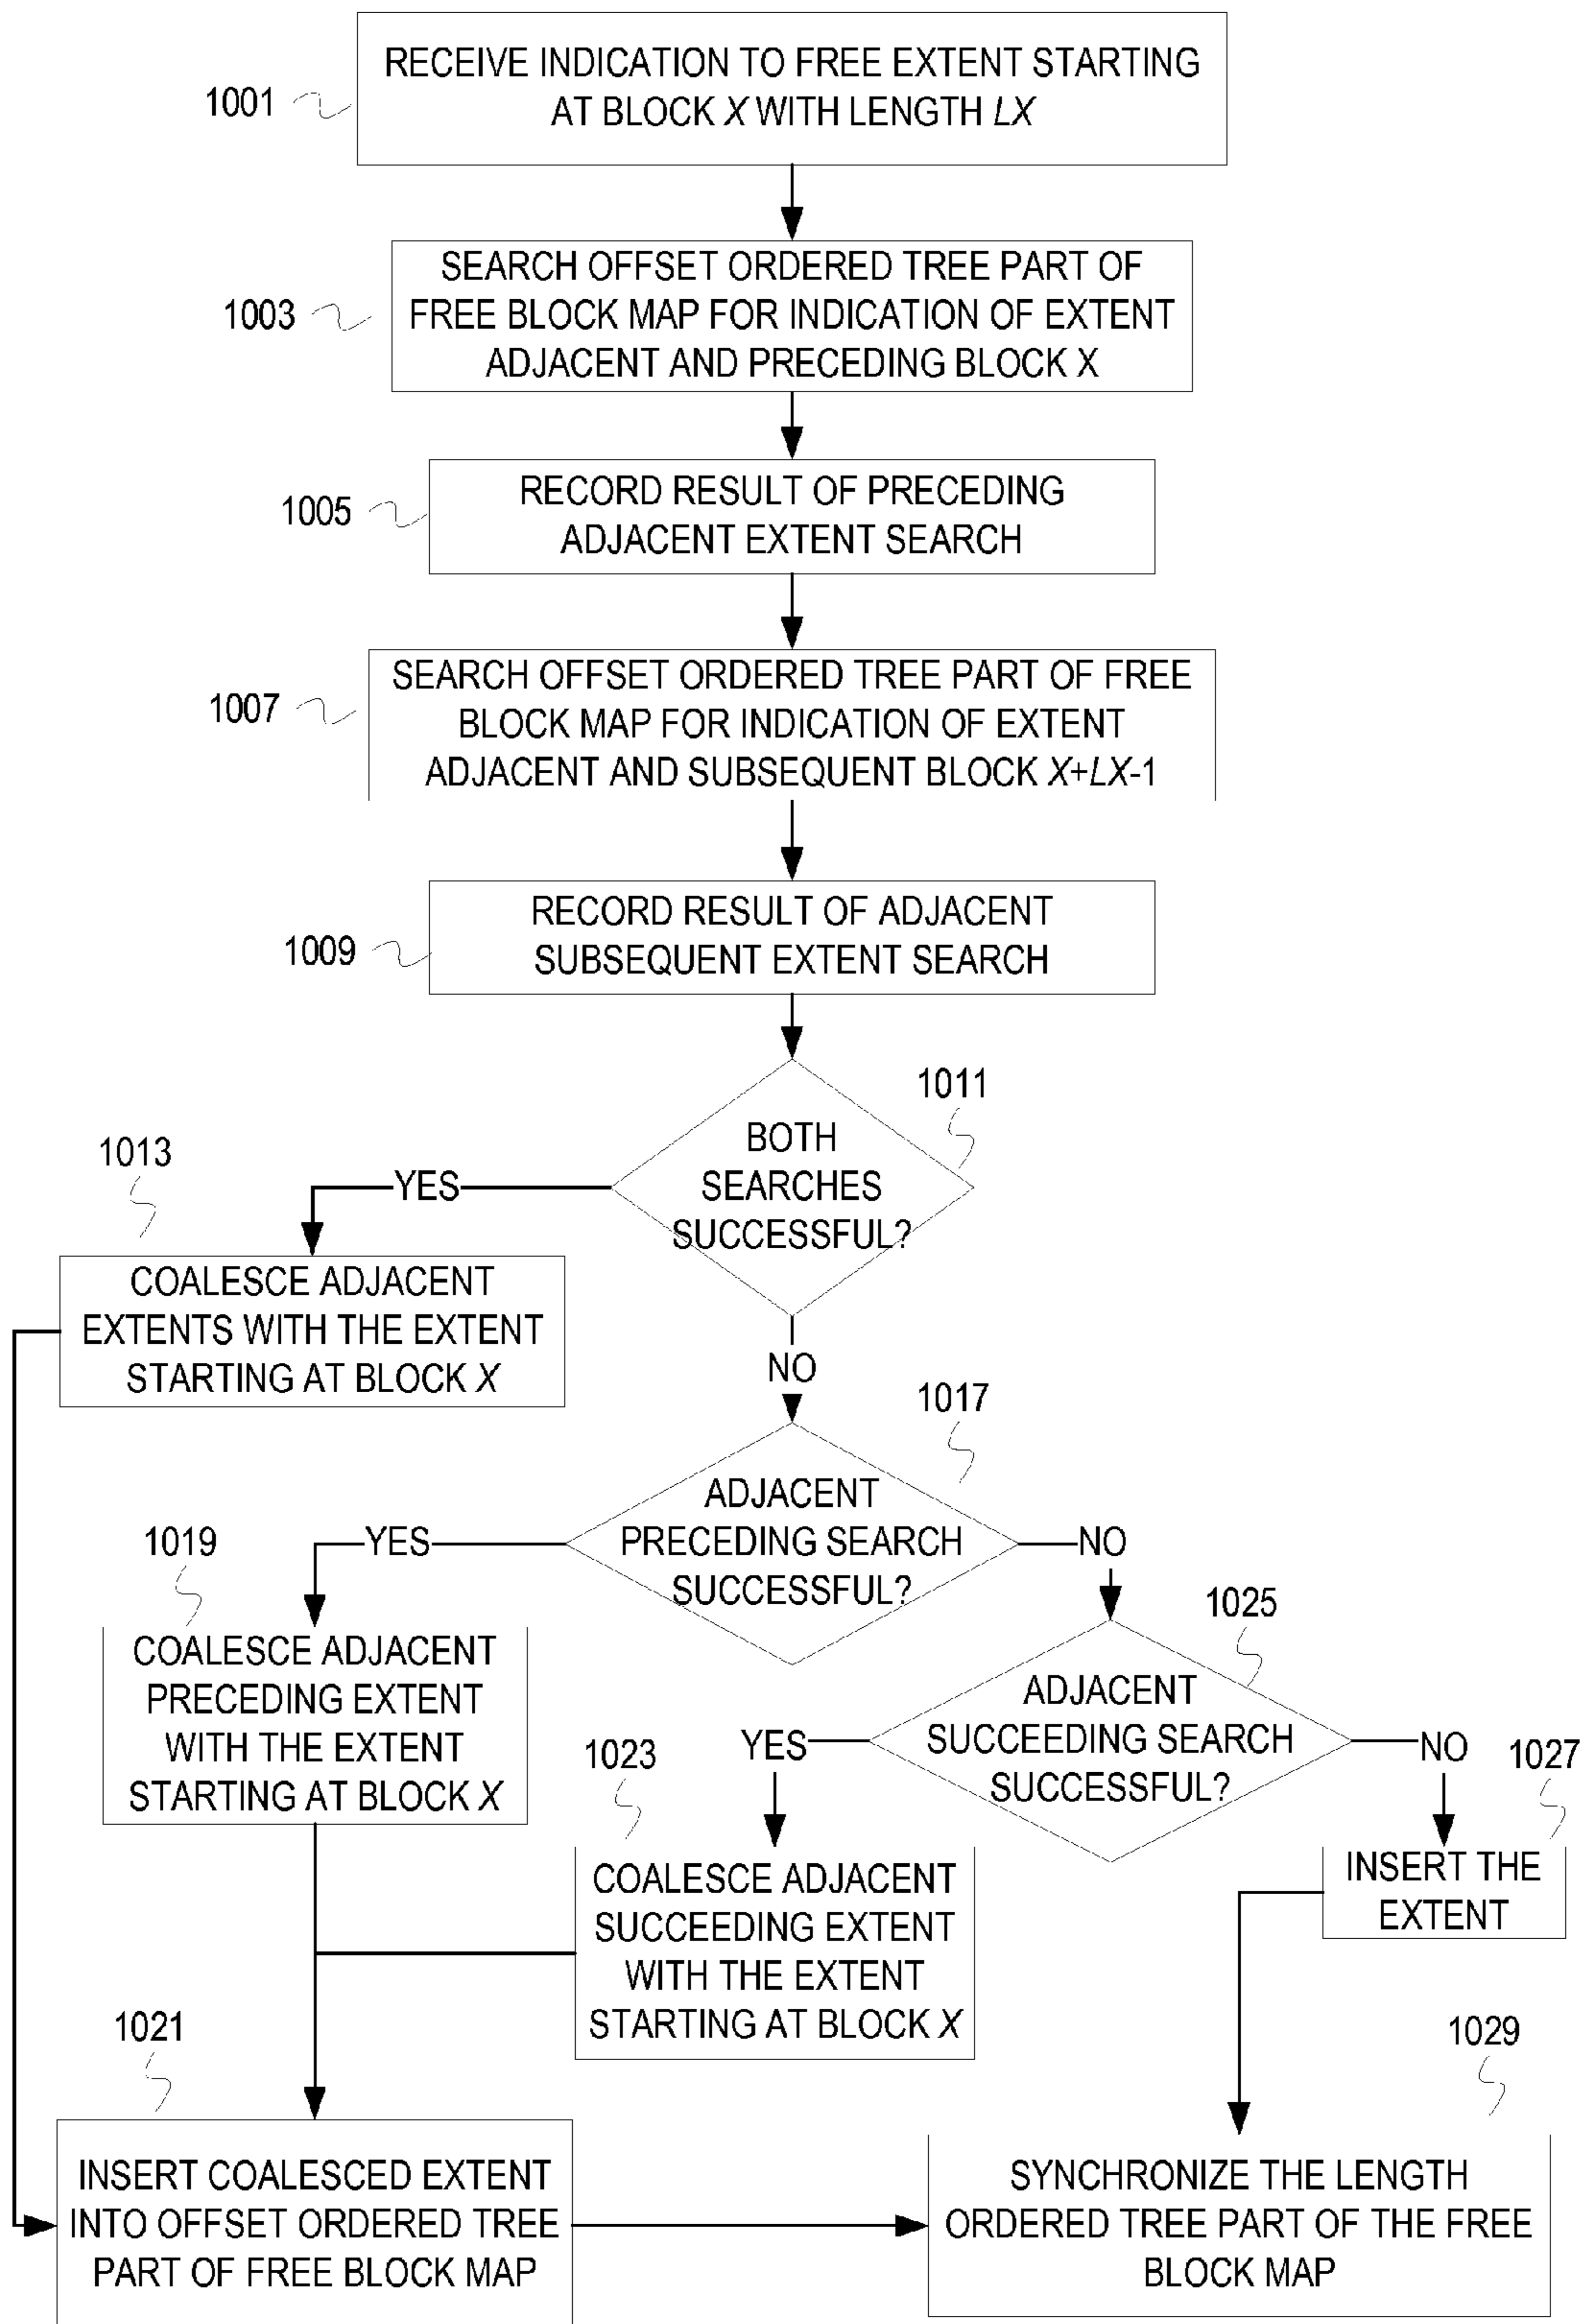 1001
RECEIVE INDICATION TO FREE EXTENT STARTING
AT BLOCK X WITH LENGTH LX
1003
SEARCH OFFSET ORDERED TREE PART OF
FREE BLOCK MAP FOR INDICATION OF EXTENT
ADJACENT AND PRECEDING BLOCK X
1005
RECORD RESULT OF PRECEDING
ADJACENT EXTENT SEARCH
1007
SEARCH OFFSET ORDERED TREE PART OF FREE
BLOCK MAP FOR INDICATION OF EXTENT
ADJACENT AND SUBSEQUENT BLOCK X+LX-1
1009
RECORD RESULT OF ADJACENT
SUBSEQUENT EXTENT SEARCH
1011
BOTH
SEARCHES
SUCCESSFUL?
YES
1013
COALESCE ADJACENT
EXTENTS WITH THE EXTENT
STARTING AT BLOCK X
NO
1017
ADJACENT
PRECEDING SEARCH
SUCCESSFUL?
YES
NO
1019
COALESCE ADJACENT
PRECEDING EXTENT
WITH THE EXTENT
STARTING AT BLOCK X
1025
ADJACENT
SUCCEEDING SEARCH
SUCCESSFUL?
YES
NO
1023
COALESCE ADJACENT
SUCCEEDING EXTENT
WITH THE EXTENT
STARTING AT BLOCK X
1027
INSERT THE
EXTENT
1021
INSERT COALESCED EXTENT
INTO OFFSET ORDERED TREE
PART OF FREE BLOCK MAP
1029
SYNCHRONIZE THE LENGTH
ORDERED TREE PART OF THE FREE
BLOCK MAP